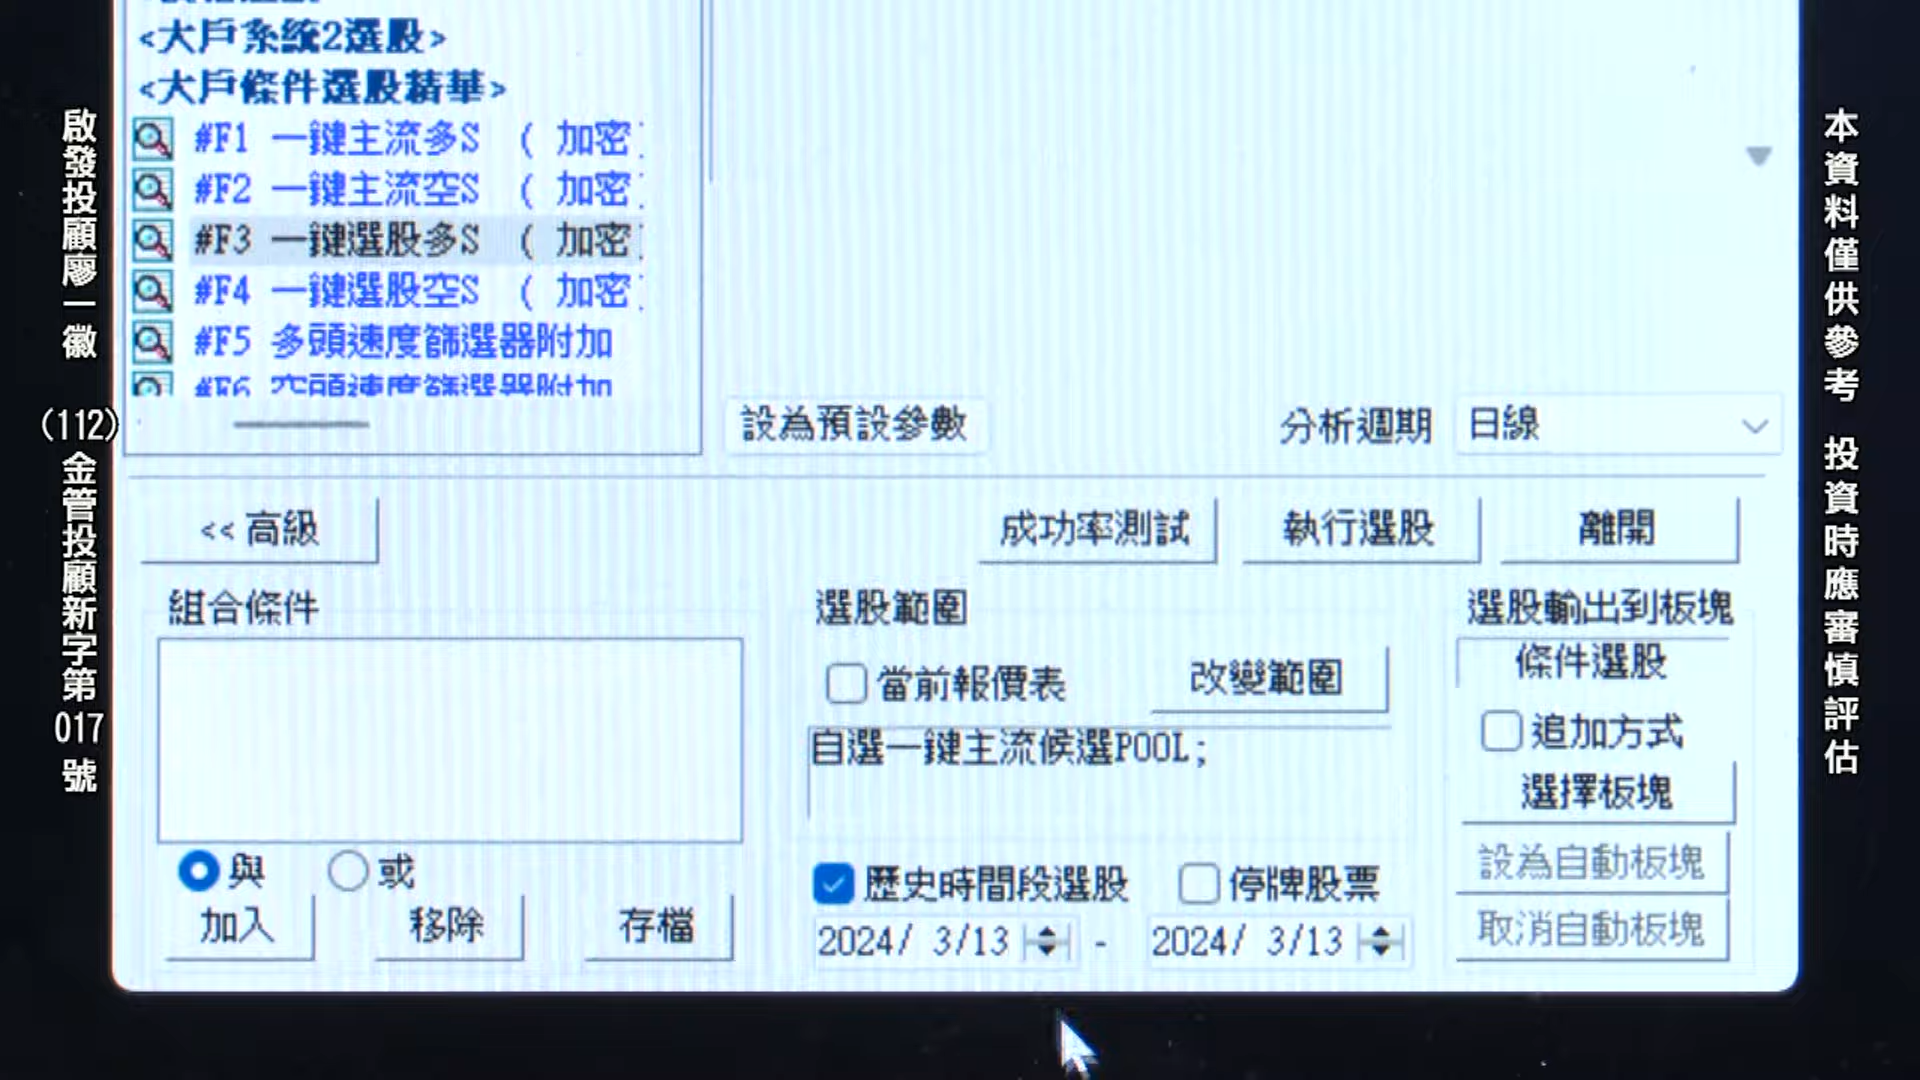 <大戶系統2選股>
<大戶條件選股精華>
#F1 一鍵主流多S ( 加密
#F2 一鍵主流空S ( 加密
#F3 一鍵選股多S ( 加密
#F4 一鍵選股空S ( 加密
#F5 多頭速度篩選器附加
#F6 空頭速度篩選器附加
設為預設參數
分析週期
日線
<< 高級
成功率測試
執行選股
離開
組合條件
選股範圍
選股輸出到板塊
當前報價表
改變範圍
條件選股
自選一鍵主流候選POOL;
追加方式
選擇板塊
與
或
歷史時間段選股
停牌股票
設為自動板塊
加入
移除
存檔
2024/ 3/13 - 2024/ 3/13
取消自動板塊
啟發投顧廖一徽 (112)金管投顧新字第017號
本資料僅供參考 投資時應審慎評估